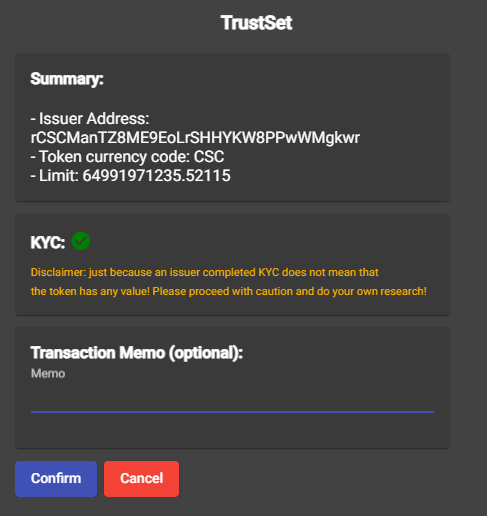 TrustSet
Summary:
- Issuer Address:
rCSCManTZ8ME9EoLrSHHYKW8PPwWMgkwr
- Token currency code: CSC
- Limit: 64991971235.52115
KYC:
Disclaimer: just because an issuer completed KYC does not mean that
the token has any value! Please proceed with caution and do your own research!
Transaction Memo (optional):
Memo
Confirm
Cancel